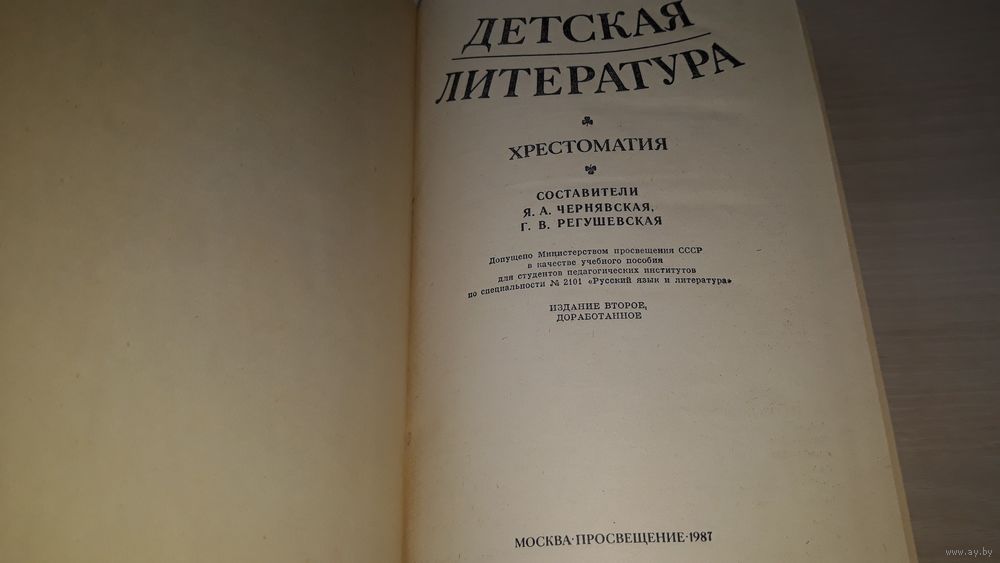 ДЕТСКАЯ
ЛИТЕРАТУРА
ХРЕСТОМАТИЯ
СОСТАВИТЕЛИ
Я. А. ЧЕРНЯВСКАЯ,
Г. В. РЕГУШЕВСКАЯ
Допущено Министерством просвещения СССР
в качестве учебного пособия
для студентов педагогических институтов
по специальности № 2101 «Русский язык и литература»
ИЗДАНИЕ ВТОРОЕ,
ДОРАБОТАННОЕ
МОСКВА·ПРОСВЕЩЕНИЕ·1987
www.ay.by